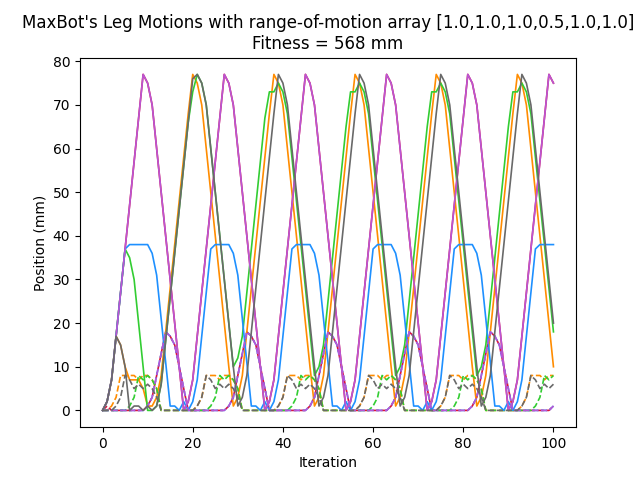 MaxBot's Leg Motions with range-of-motion array [1.0,1.0,1.0,0.5,1.0,1.0]
Fitness = 568 mm
80
70
60
50
40
30
20
10
0
Position (mm)
0 20 40 60 80 100
Iteration